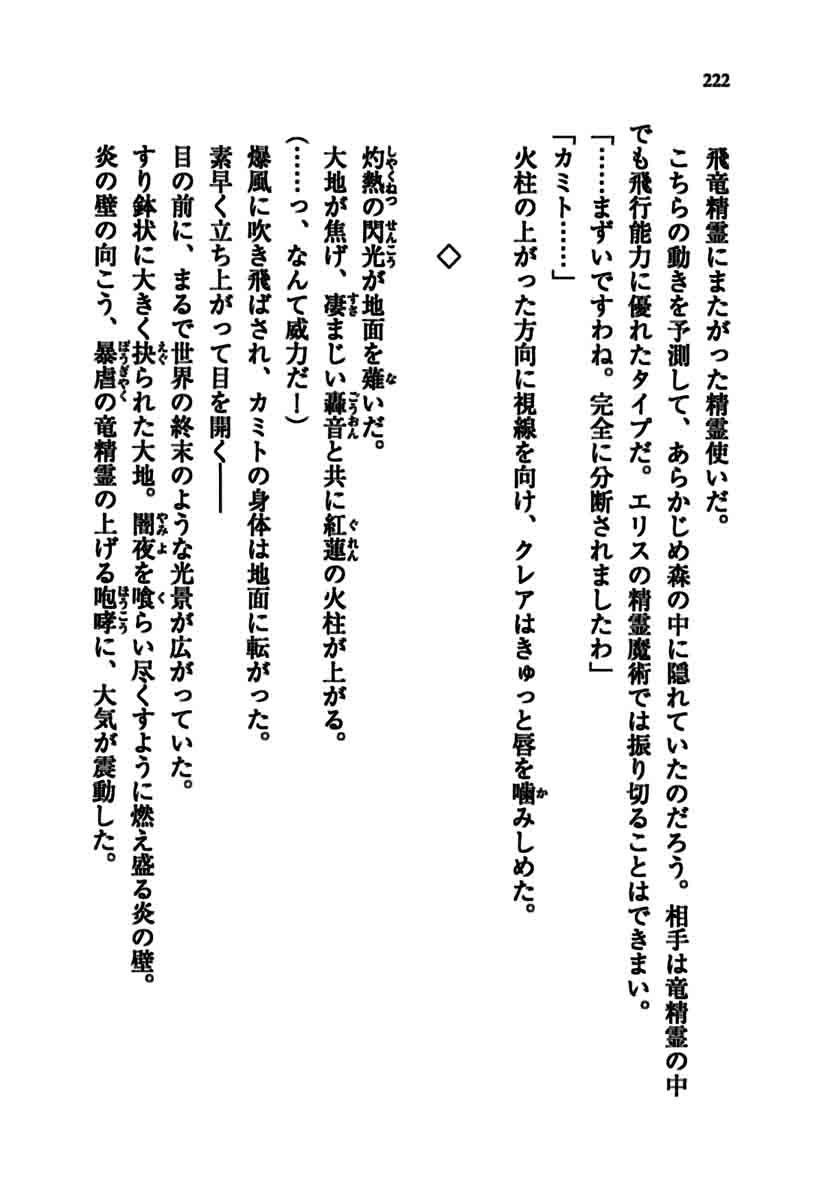 222
飛竜精霊にまたがった精霊使いだ。
こちらの動きを予測して、あらかじめ森の中に隠れていたのだろう。相手は竜精霊の中
でも飛行能力に優れたタイプだ。エリスの精霊魔術では振り切ることはできまい。
「……まずいですわね。完全に分断されましたわ」
「カミト……」
火柱の上がった方向に視線を向け、クレアはきゅっと唇を噛みしめた。
◇
灼熱の閃光が地面を薙いだ。
大地が焦げ、凄まじい轟音と共に紅蓮の火柱が上がる。
(……っ、なんて威力だ――)
爆風に吹き飛ばされ、カミトの身体は地面に転がった。
素早く立ち上がって目を開く――
目の前に、まるで世界の終末のような光景が広がっていた。
すり鉢状に大きく抉られた大地。闇夜を喰らい尽くすように燃え盛る炎の壁。
炎の壁の向こう、暴虐の竜精霊の上げる咆哮に、大気が震動した。